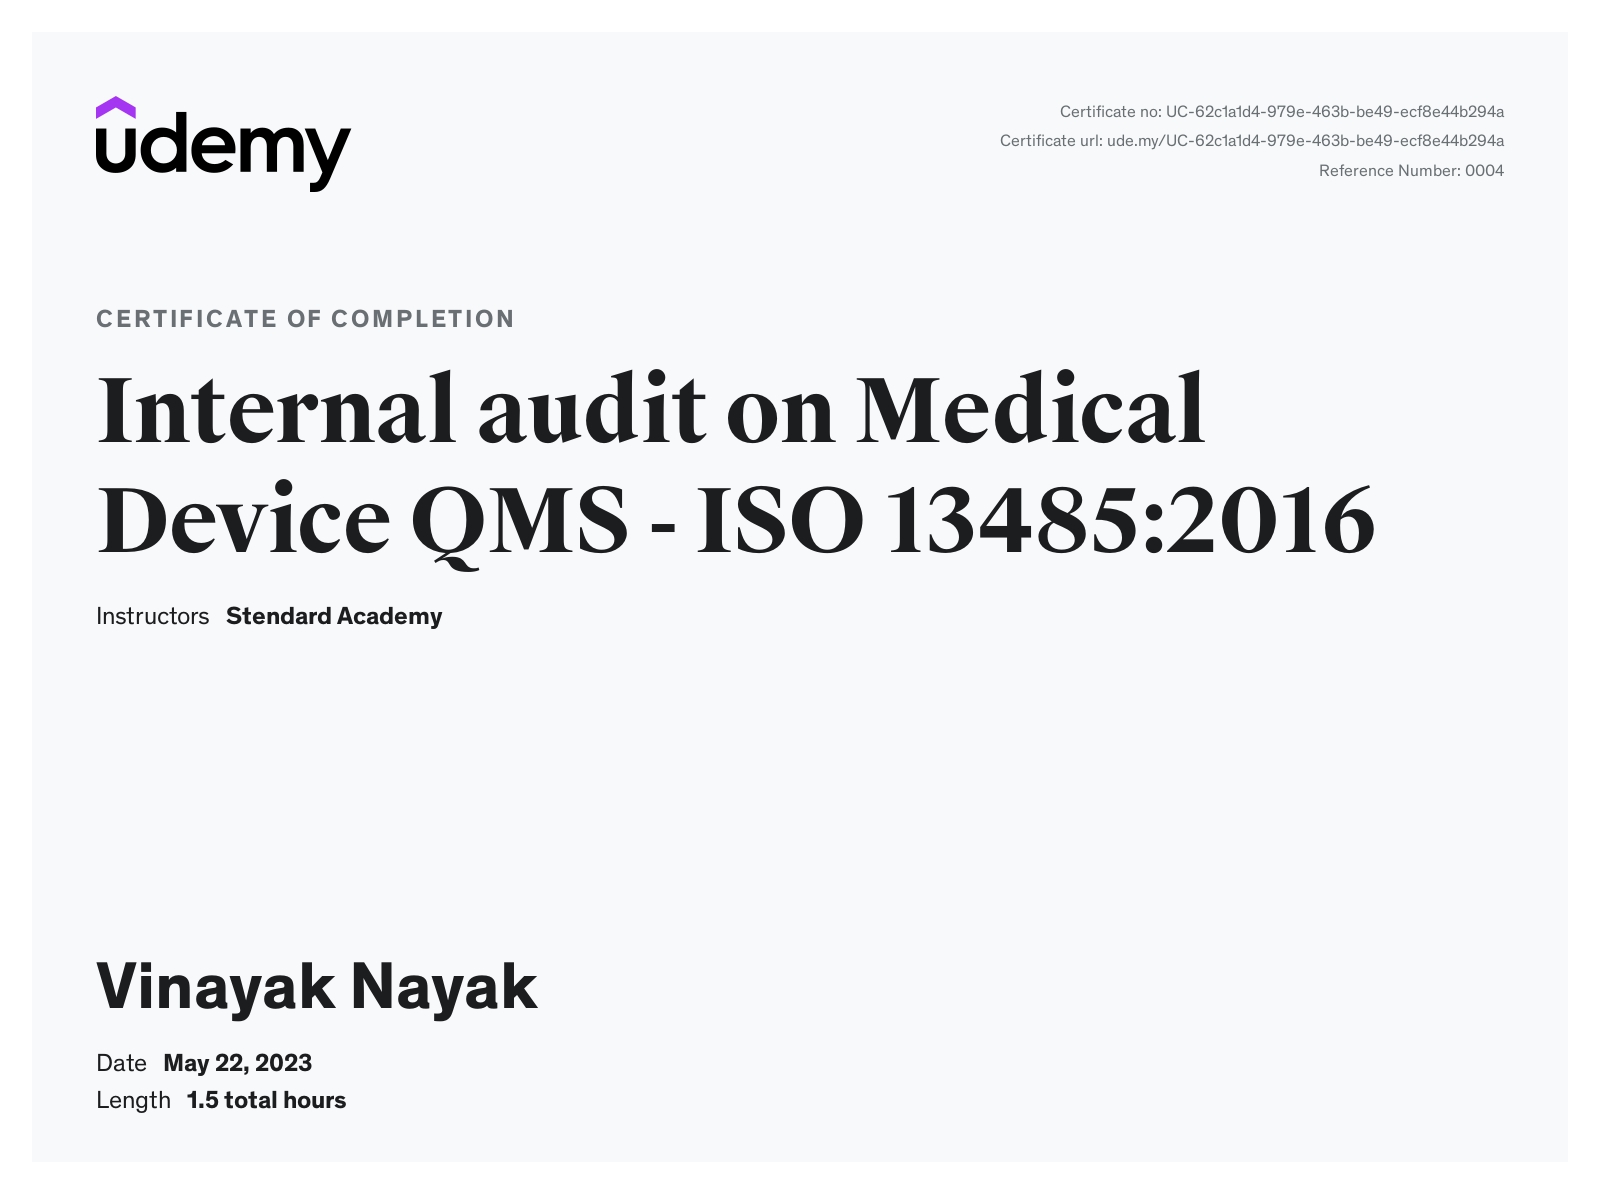 udemy
Certificate no: UC-62c1a1d4-979e-463b-be49-ecf8e44b294a
Certificate url: ude.my/UC-62c1a1d4-979e-463b-be49-ecf8e44b294a
Reference Number: 0004
CERTIFICATE OF COMPLETION
Internal audit on Medical
Device QMS - ISO 13485:2016
Instructors Stendard Academy
Vinayak Nayak
Date May 22, 2023
Length 1.5 total hours